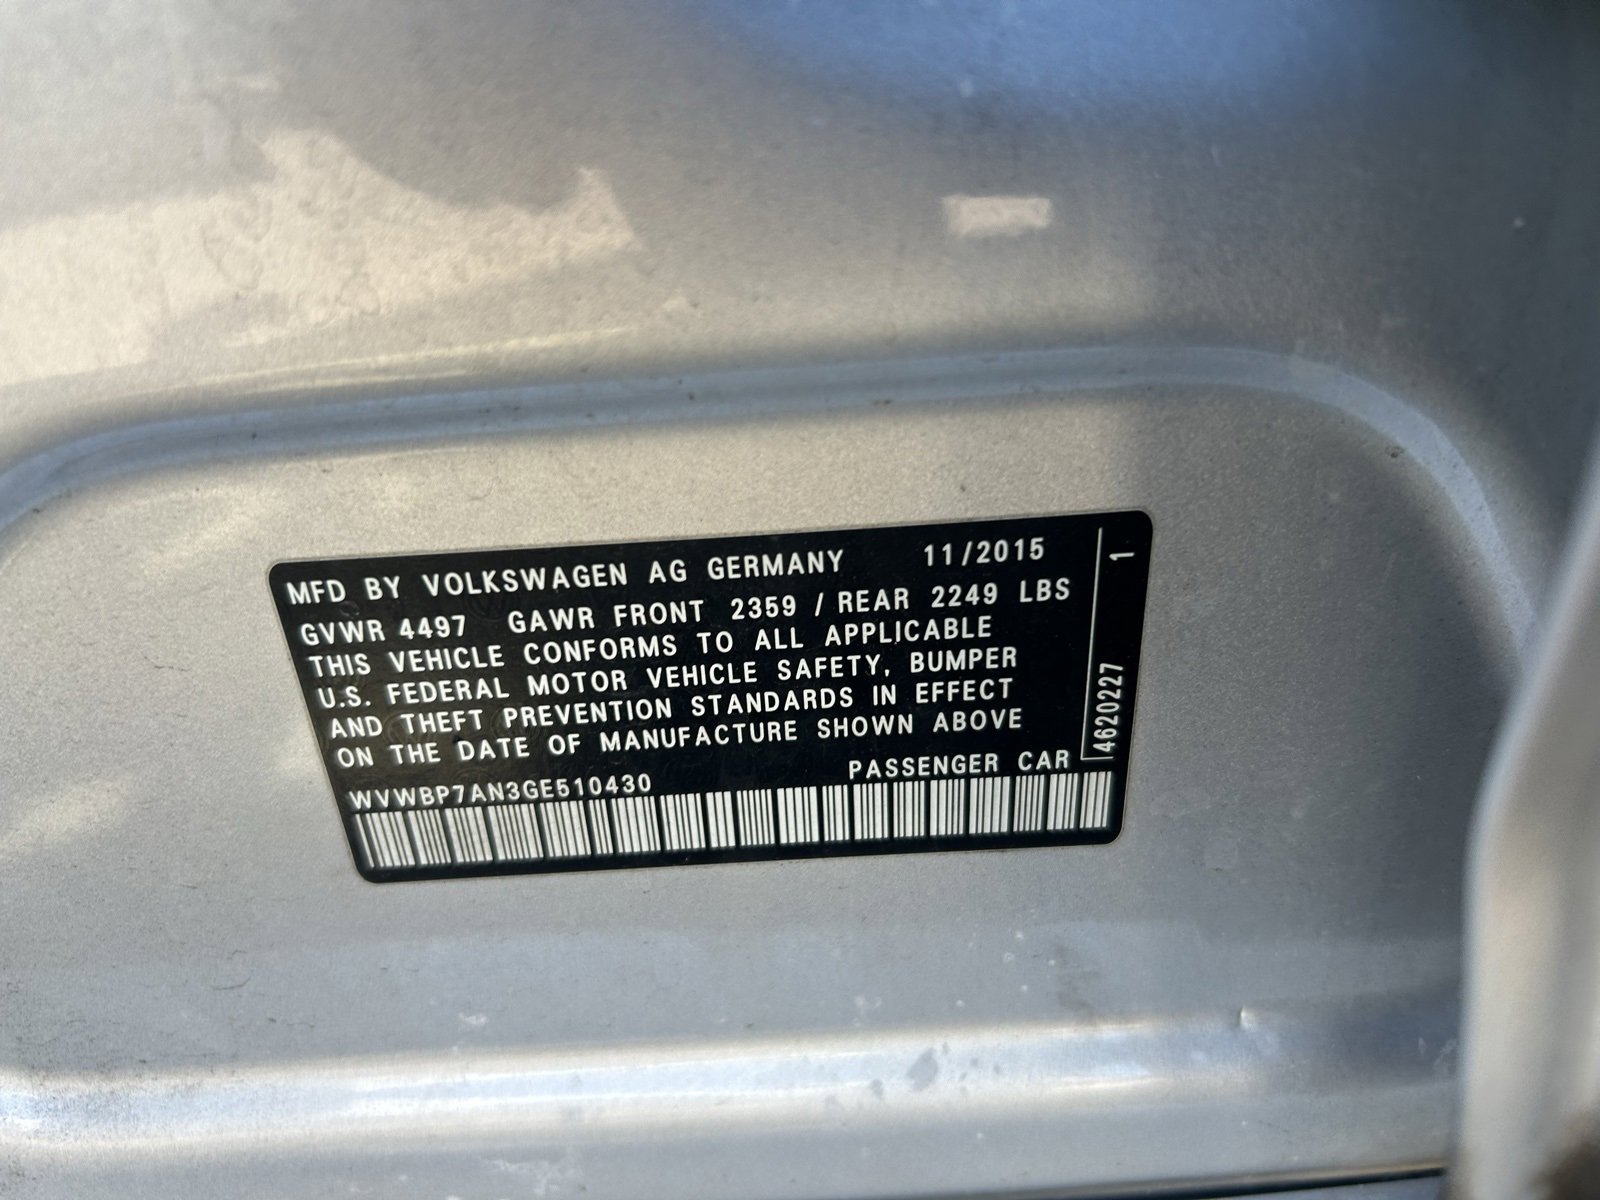 MFD BY VOLKSWAGEN AG GERMANY 11/2015
GVWR 4497 GAWR FRONT 2359 / REAR 2249 LBS
THIS VEHICLE CONFORMS TO ALL APPLICABLE
U.S. FEDERAL MOTOR VEHICLE SAFETY, BUMPER
AND THEFT PREVENTION STANDARDS IN EFFECT
ON THE DATE OF MANUFACTURE SHOWN ABOVE
WVWBP7AN3GE510430 PASSENGER CAR
4620227 1